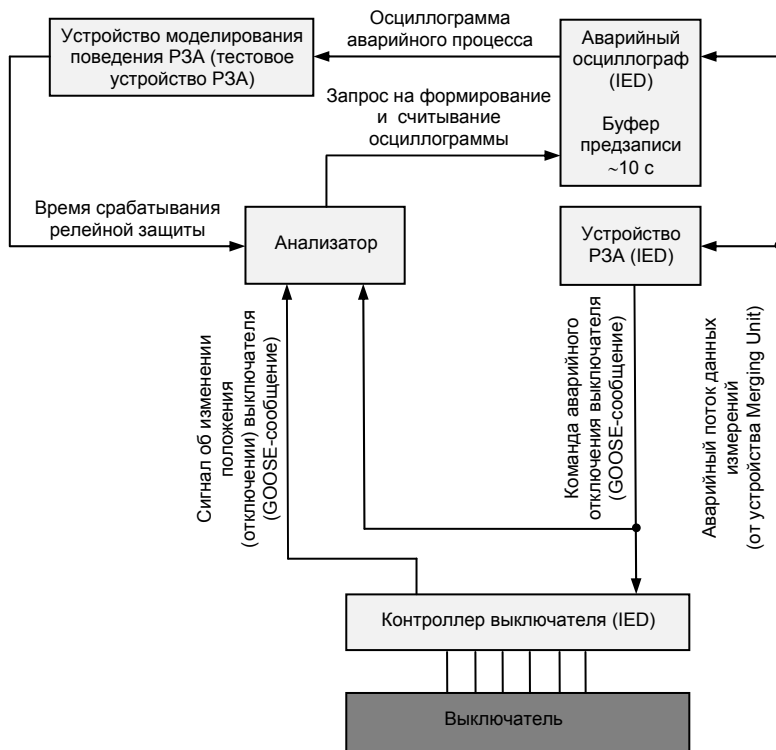 Устройство моделирования
поведения РЗА (тестовое
устройство РЗА)
Осциллограмма
аварийного процесса
Аварийный
осциллограф
(IED)
Буфер
предзаписи
~10 с
Запрос на формирование
и считывание
осциллограммы
Время срабатывания
релейной защиты
Анализатор
Устройство
РЗА (IED)
Сигнал об изменении
положения
(отключении) выключателя
(GOOSE-сообщение)
Команда аварийного
отключения выключателя
(GOOSE-сообщение)
Аварийный поток данных
измерений
(от устройства Merging Unit)
Контроллер выключателя (IED)
Выключатель